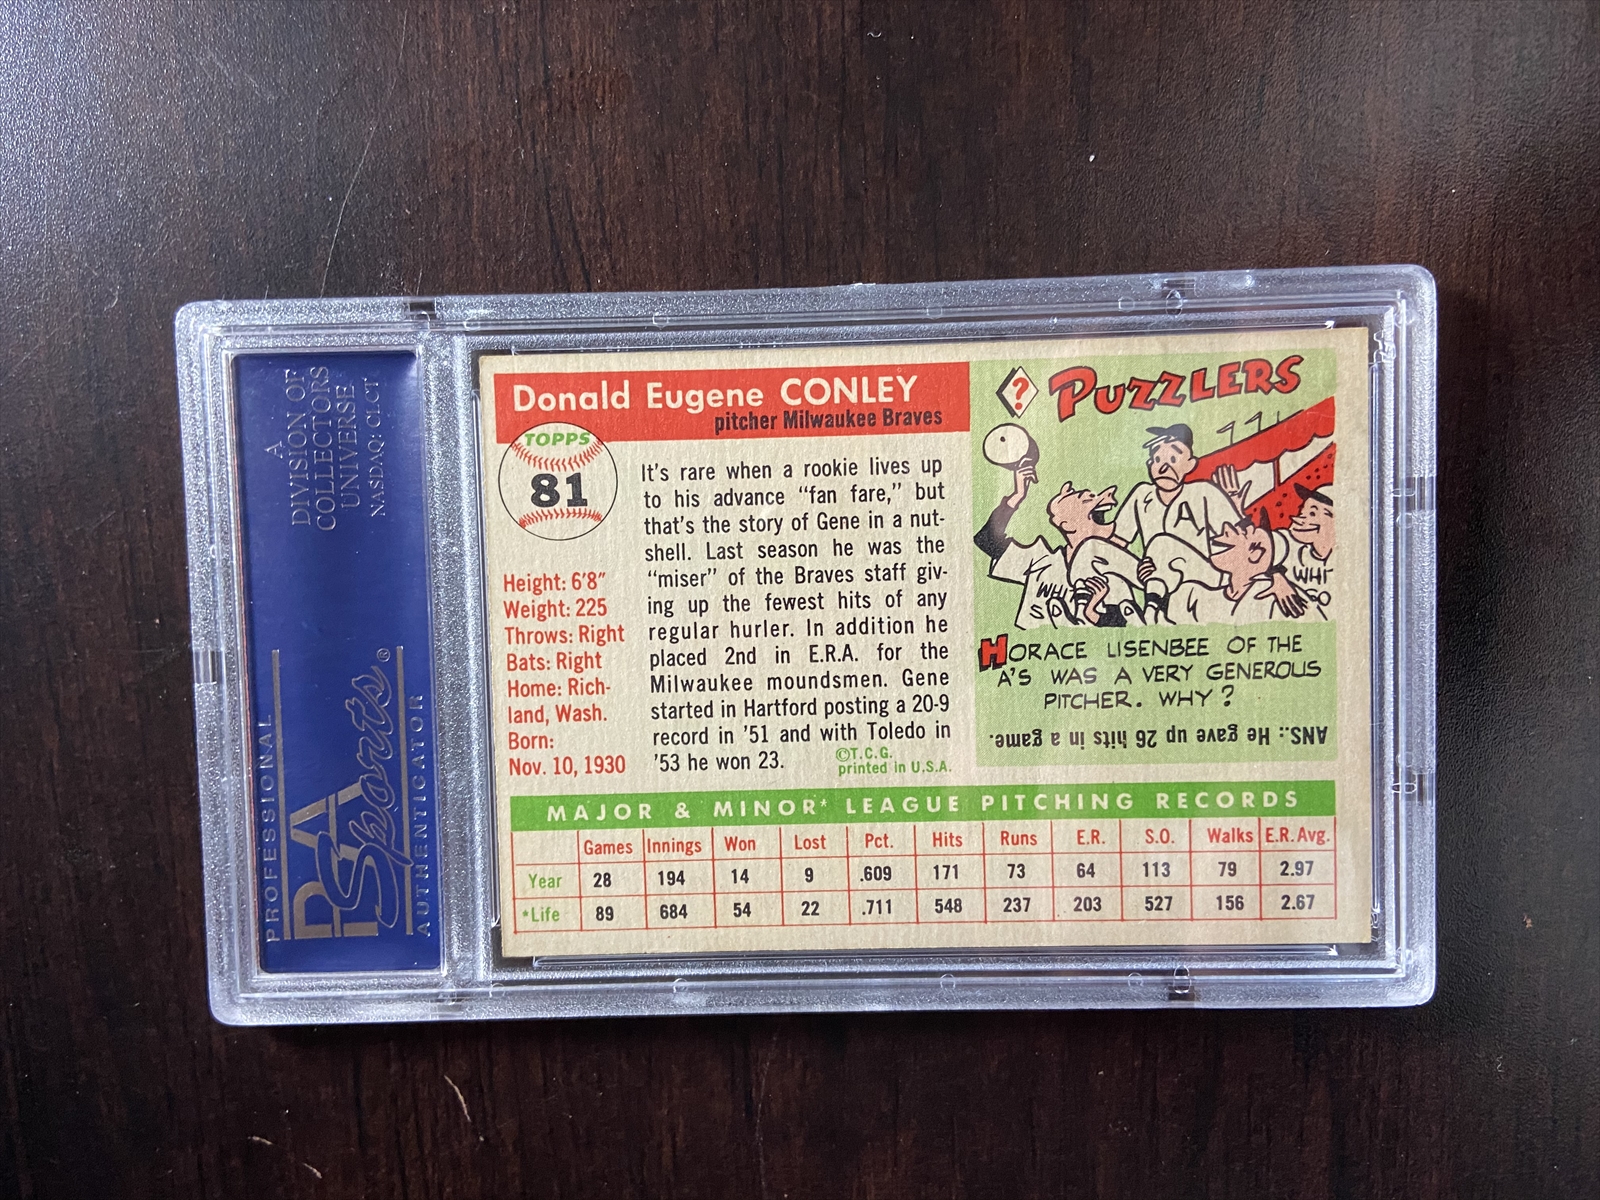 A
DIVISION OF
COLLECTORS
UNIVERSE
NASDAQ: CLCT
PROFESSIONAL
PSA
Sports®
AUTHENTICATOR
Donald Eugene CONLEY
pitcher Milwaukee Braves
TOPPS
81
Height: 6'8"
Weight: 225
Throws: Right
Bats: Right
Home: Rich-
land, Wash.
Born:
Nov. 10, 1930
It's rare when a rookie lives up
to his advance "fan fare," but
that's the story of Gene in a nut-
shell. Last season he was the
"miser" of the Braves staff giv-
ing up the fewest hits of any
regular hurler. In addition he
placed 2nd in E.R.A. for the
Milwaukee moundsmen. Gene
started in Hartford posting a 20-9
record in '51 and with Toledo in
'53 he won 23.
©T.C.G.
printed in U.S.A.
? PUZZLERS
A
WHI
WHI
SO
HORACE LISENBEE OF THE
A'S WAS A VERY GENEROUS
PITCHER. WHY?
ANS.: He gave up 26 hits in a game.
MAJOR & MINOR* LEAGUE PITCHING RECORDS
Games Innings Won Lost Pct. Hits Runs E.R. S.O. Walks E.R. Avg.
Year 28 194 14 9 .609 171 73 64 113 79 2.97
*Life 89 684 54 22 .711 548 237 203 527 156 2.67